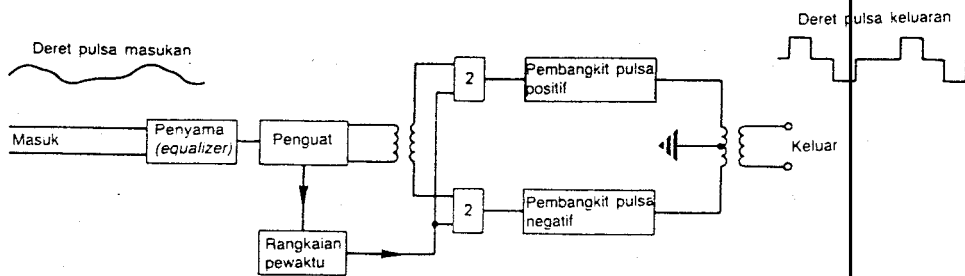 Deret pulsa masukan
Deret pulsa keluaran
Masuk
Penyama
(equalizer)
Penguat
2
Pembangkit pulsa
positif
Keluar
2
Pembangkit pulsa
negatif
Rangkaian
pewaktu